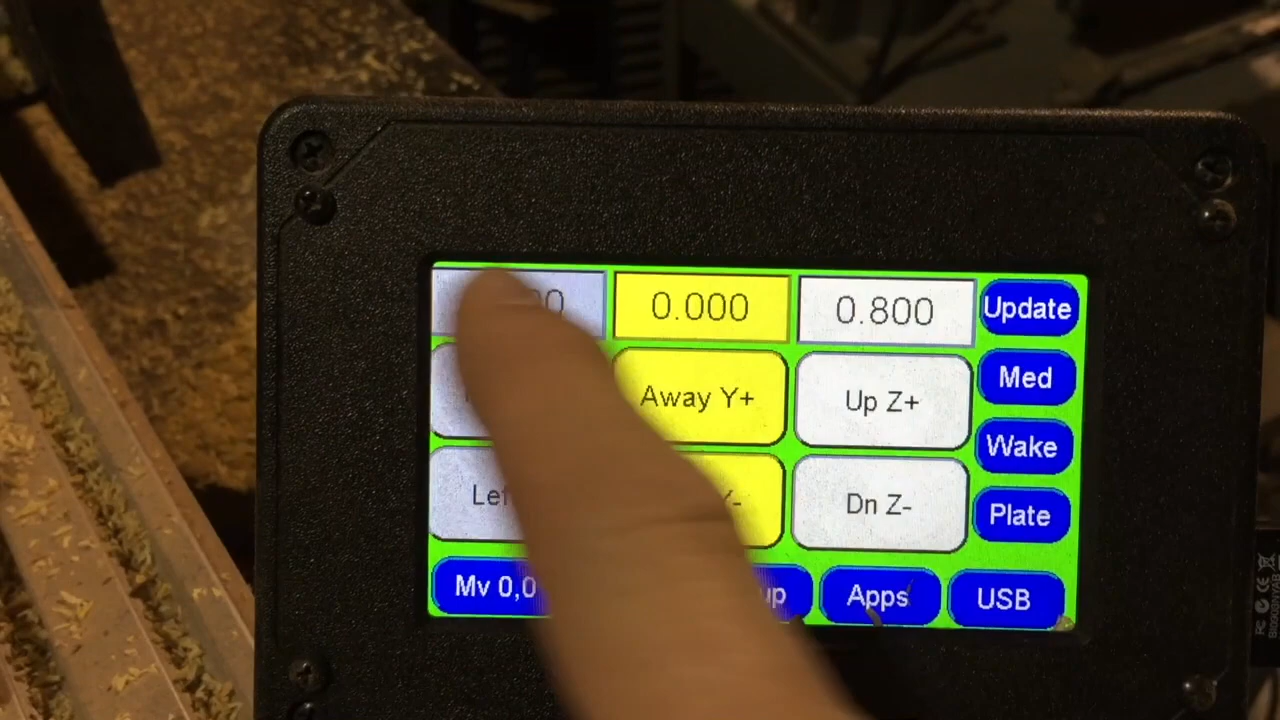 0.000 0.800 Update
Away Y+ Up Z+ Med
Wake
Dn Z- Plate
Mv 0,0 Apps USB